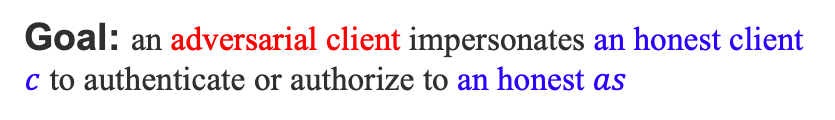 Goal: an adversarial client impersonates an honest client
c to authenticate or authorize to an honest as